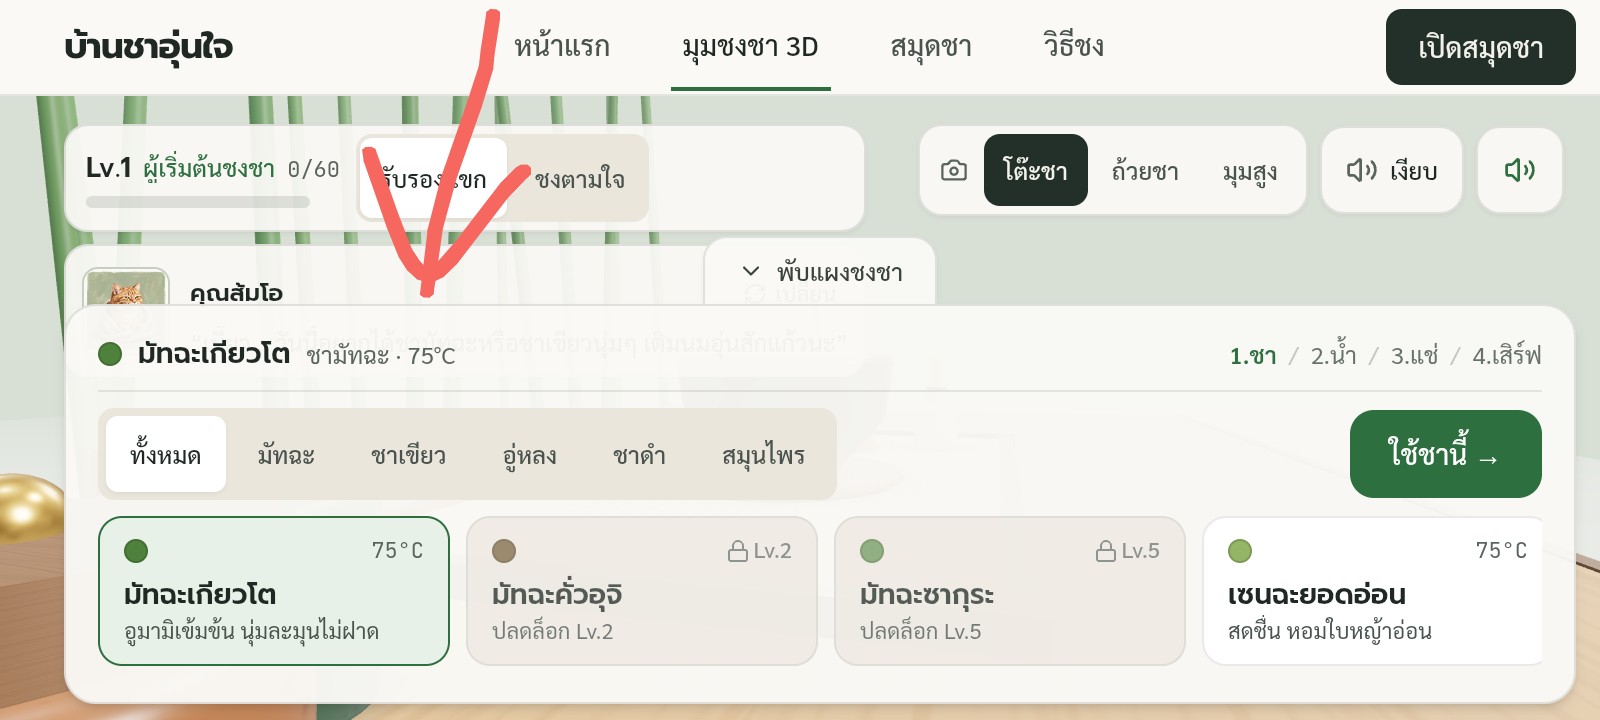 บ้านชาอุ่นใจ
หน้าแรก
มุมชงชา 3D
สมุดชา
วิธีชง
เปิดสมุดชา
Lv.1 ผู้เริ่มต้นชงชา 0/60
ชงตามใจ
โต๊ะชา
ถ้วยชา
มุมสูง
เงียบ
คุณส้มโอ
พับแผงชงชา
เปลี่ยน
มัทฉะเกียวโต ชามัทฉะ · 75°C
1.ชา / 2.น้ำ / 3.แช่ / 4.เสิร์ฟ
ทั้งหมด
มัทฉะ
ชาเขียว
อู่หลง
ชาดำ
สมุนไพร
ใช้ชานี้ →
75°C
มัทฉะเกียวโต
อูมามิเข้มข้น นุ่มละมุนไม่ฝาด
Lv.2
มัทฉะคั่วอุจิ
ปลดล็อก Lv.2
Lv.5
มัทฉะซากุระ
ปลดล็อก Lv.5
75°C
เซนฉะยอดอ่อน
สดชื่น หอมใบหญ้าอ่อน